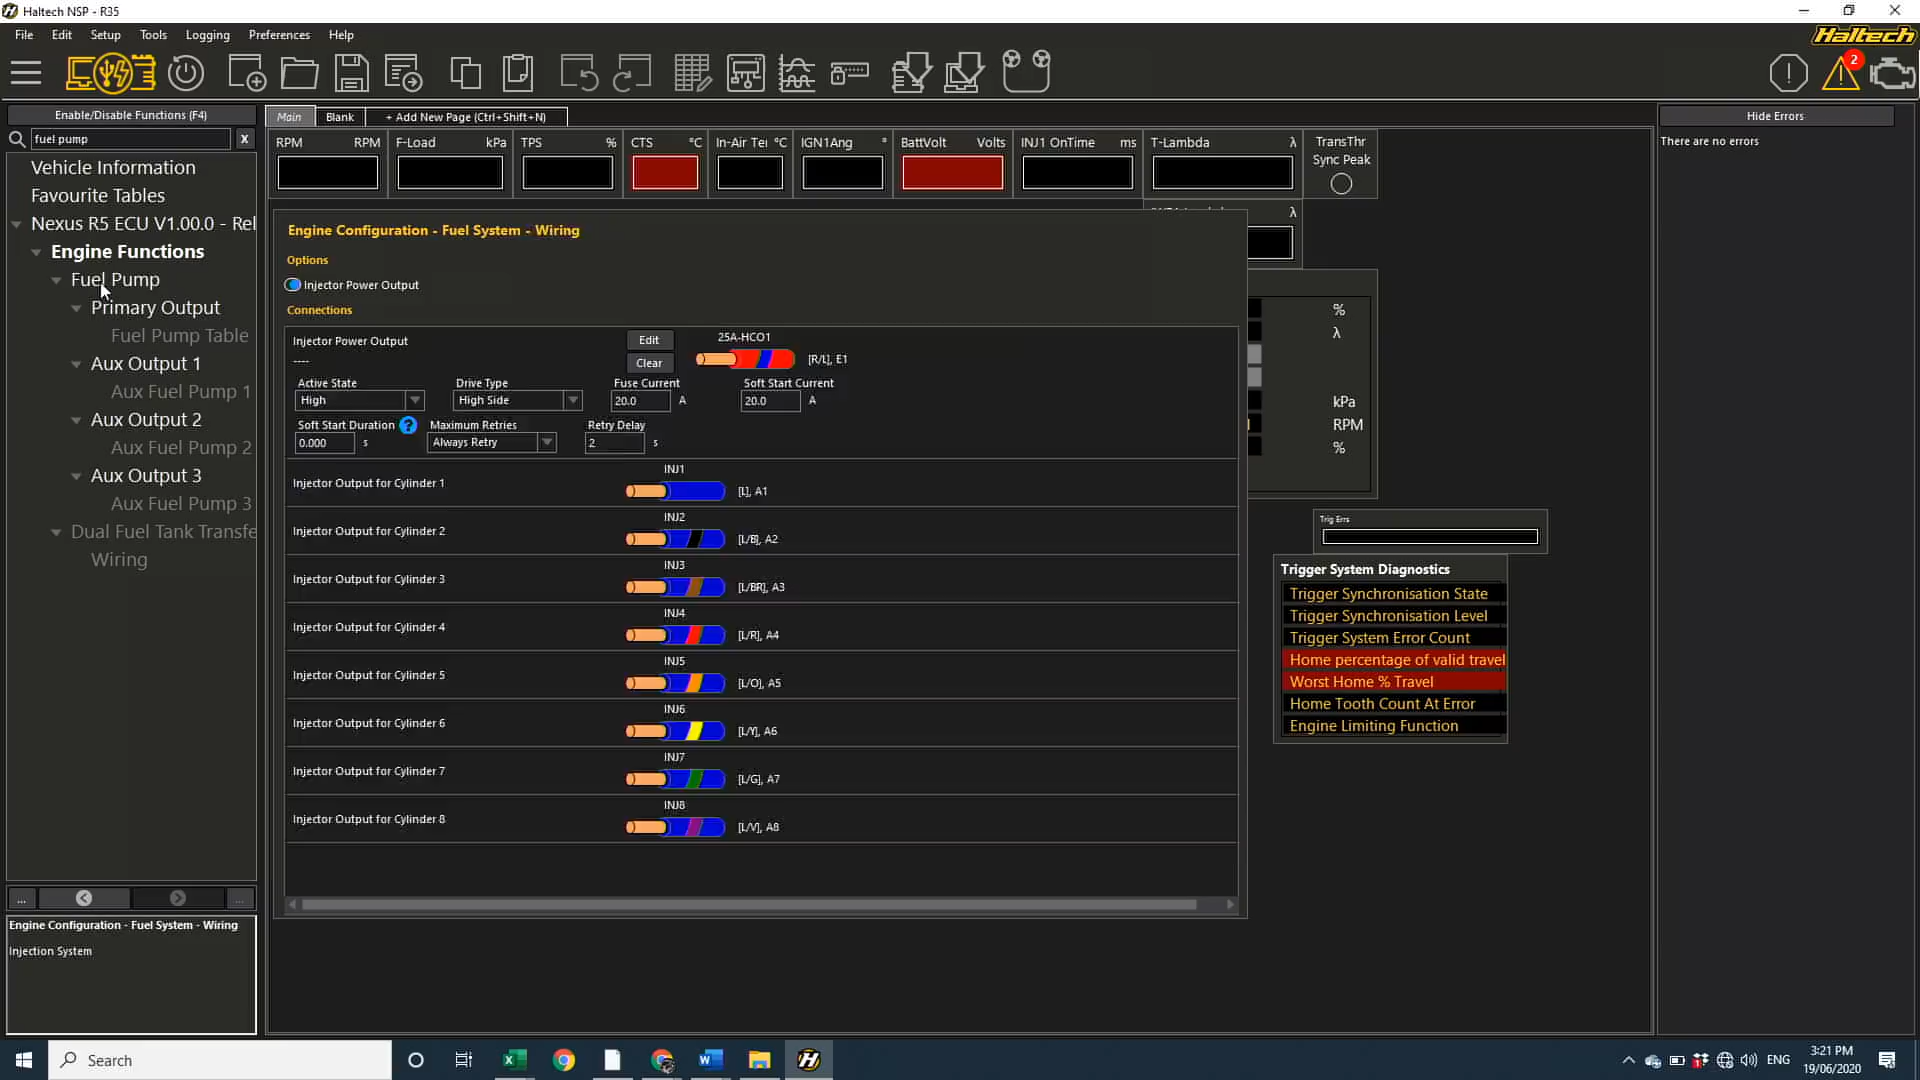 Haltech NSP - R35
File Edit Setup Tools Logging Preferences Help
Haltech
2
Enable/Disable Functions (F4)
fuel pump
X
Vehicle Information
Favourite Tables
Nexus R5 ECU V1.00.0 - Rel
Engine Functions
Fuel Pump
Primary Output
Fuel Pump Table
Aux Output 1
Aux Fuel Pump 1
Aux Output 2
Aux Fuel Pump 2
Aux Output 3
Aux Fuel Pump 3
Dual Fuel Tank Transfe
Wiring
... ...
Engine Configuration - Fuel System - Wiring
Injection System
Main Blank + Add New Page (Ctrl+Shift+N)
RPM RPM F-Load kPa TPS % CTS °C In-Air Ter °C IGN1Ang ° BattVolt Volts INJ1 OnTime ms T-Lambda λ TransThr
Sync Peak
λ
Engine Configuration - Fuel System - Wiring
Options
Injector Power Output
Connections
Injector Power Output Edit 25A-HCO1
---- Clear [R/L], E1
Active State Drive Type Fuse Current Soft Start Current
High High Side 20.0 A 20.0 A
Soft Start Duration ? Maximum Retries Retry Delay
0.000 s Always Retry 2 s
INJ1
Injector Output for Cylinder 1 [L], A1
INJ2
Injector Output for Cylinder 2 [L/B], A2
INJ3
Injector Output for Cylinder 3 [L/BR], A3
INJ4
Injector Output for Cylinder 4 [L/R], A4
INJ5
Injector Output for Cylinder 5 [L/O], A5
INJ6
Injector Output for Cylinder 6 [L/Y], A6
INJ7
Injector Output for Cylinder 7 [L/G], A7
INJ8
Injector Output for Cylinder 8 [L/V], A8
%
λ
kPa
RPM
%
Trig Errs
Trigger System Diagnostics
Trigger Synchronisation State
Trigger Synchronisation Level
Trigger System Error Count
Home percentage of valid travel
Worst Home % Travel
Home Tooth Count At Error
Engine Limiting Function
Hide Errors
There are no errors
Search
ENG
3:21 PM
19/06/2020